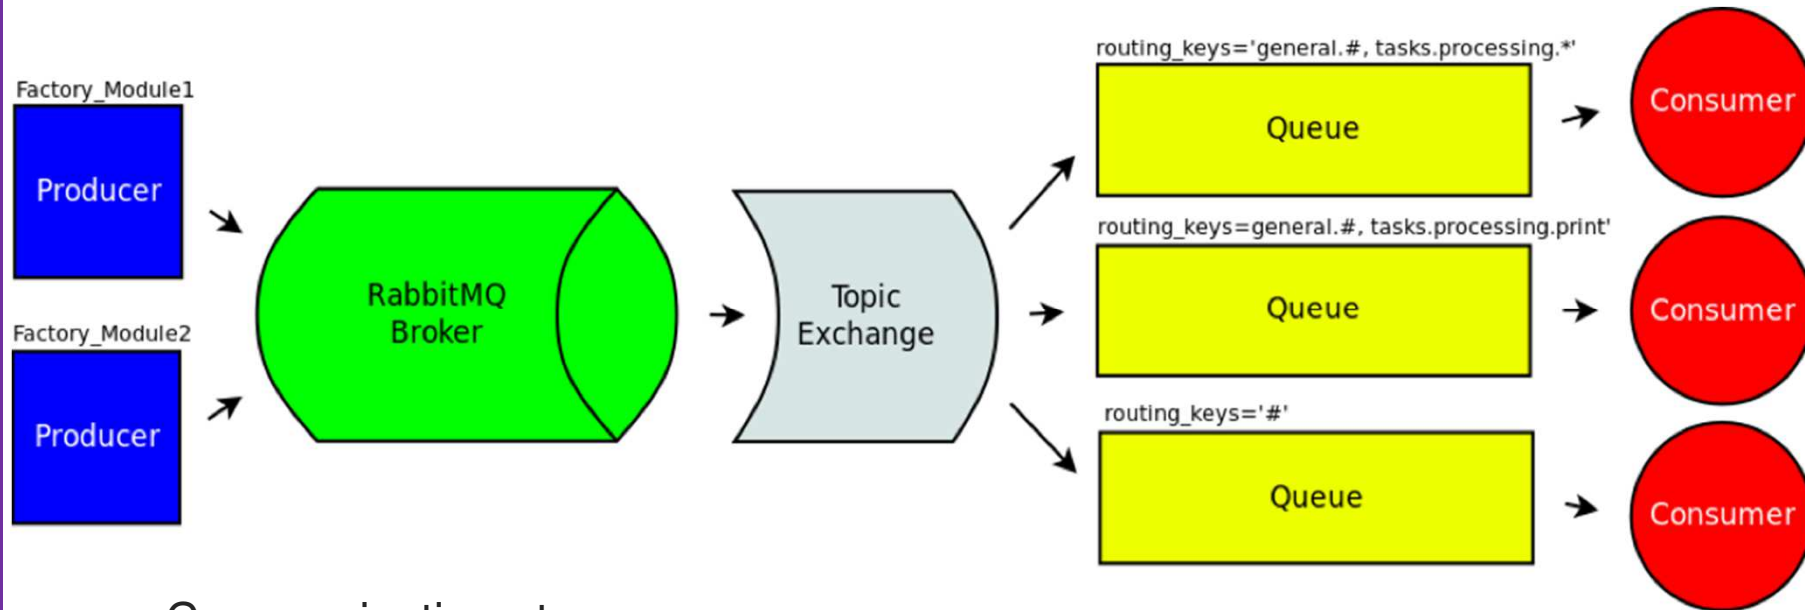 Factory_Module1
Producer
Factory_Module2
Producer
RabbitMQ
Broker
Topic
Exchange
routing_keys='general.#, tasks.processing.*'
Queue
Consumer
routing_keys=general.#, tasks.processing.print'
Queue
Consumer
routing_keys='#'
Queue
Consumer